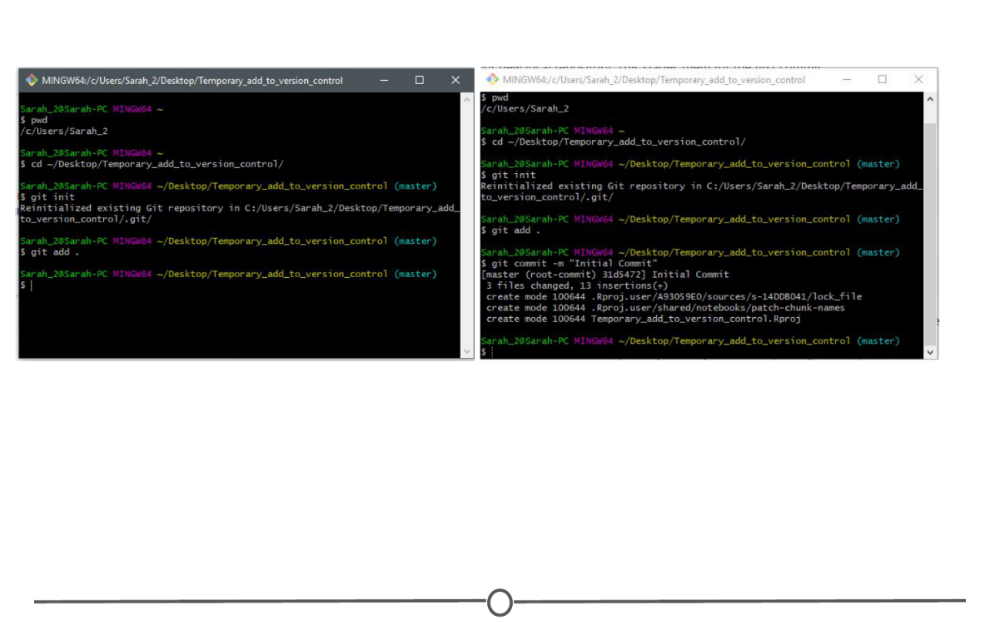 MINGW64:/c/Users/Sarah_2/Desktop/Temporary_add_to_version_control
Sarah_2@Sarah-PC MINGW64 ~
$ pwd
/c/Users/Sarah_2
Sarah_2@Sarah-PC MINGW64 ~
$ cd ~/Desktop/Temporary_add_to_version_control/
Sarah_2@Sarah-PC MINGW64 ~/Desktop/Temporary_add_to_version_control (master)
$ git init
Reinitialized existing Git repository in C:/Users/Sarah_2/Desktop/Temporary_add_
to_version_control/.git/
Sarah_2@Sarah-PC MINGW64 ~/Desktop/Temporary_add_to_version_control (master)
$ git add .
Sarah_2@Sarah-PC MINGW64 ~/Desktop/Temporary_add_to_version_control (master)
$
MINGW64:/c/Users/Sarah_2/Desktop/Temporary_add_to_version_control
$ pwd
/c/Users/Sarah_2
Sarah_2@Sarah-PC MINGW64 ~
$ cd ~/Desktop/Temporary_add_to_version_control/
Sarah_2@Sarah-PC MINGW64 ~/Desktop/Temporary_add_to_version_control (master)
$ git init
Reinitialized existing Git repository in C:/Users/Sarah_2/Desktop/Temporary_add_
to_version_control/.git/
Sarah_2@Sarah-PC MINGW64 ~/Desktop/Temporary_add_to_version_control (master)
$ git add .
Sarah_2@Sarah-PC MINGW64 ~/Desktop/Temporary_add_to_version_control (master)
$ git commit -m "Initial Commit"
[master (root-commit) 31d5472] Initial Commit
3 files changed, 13 insertions(+)
create mode 100644 .Rproj.user/A93059E0/sources/s-14DDB041/lock_file
create mode 100644 .Rproj.user/shared/notebooks/patch-chunk-names
create mode 100644 Temporary_add_to_version_control.Rproj
Sarah_2@Sarah-PC MINGW64 ~/Desktop/Temporary_add_to_version_control (master)
$